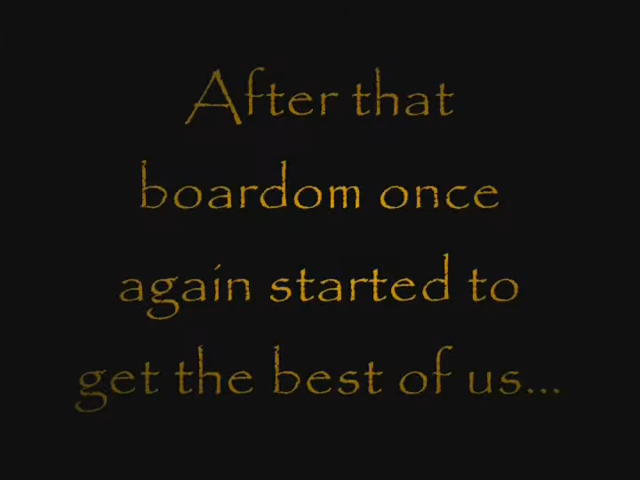 After that
boardom once
again started to
get the best of us...